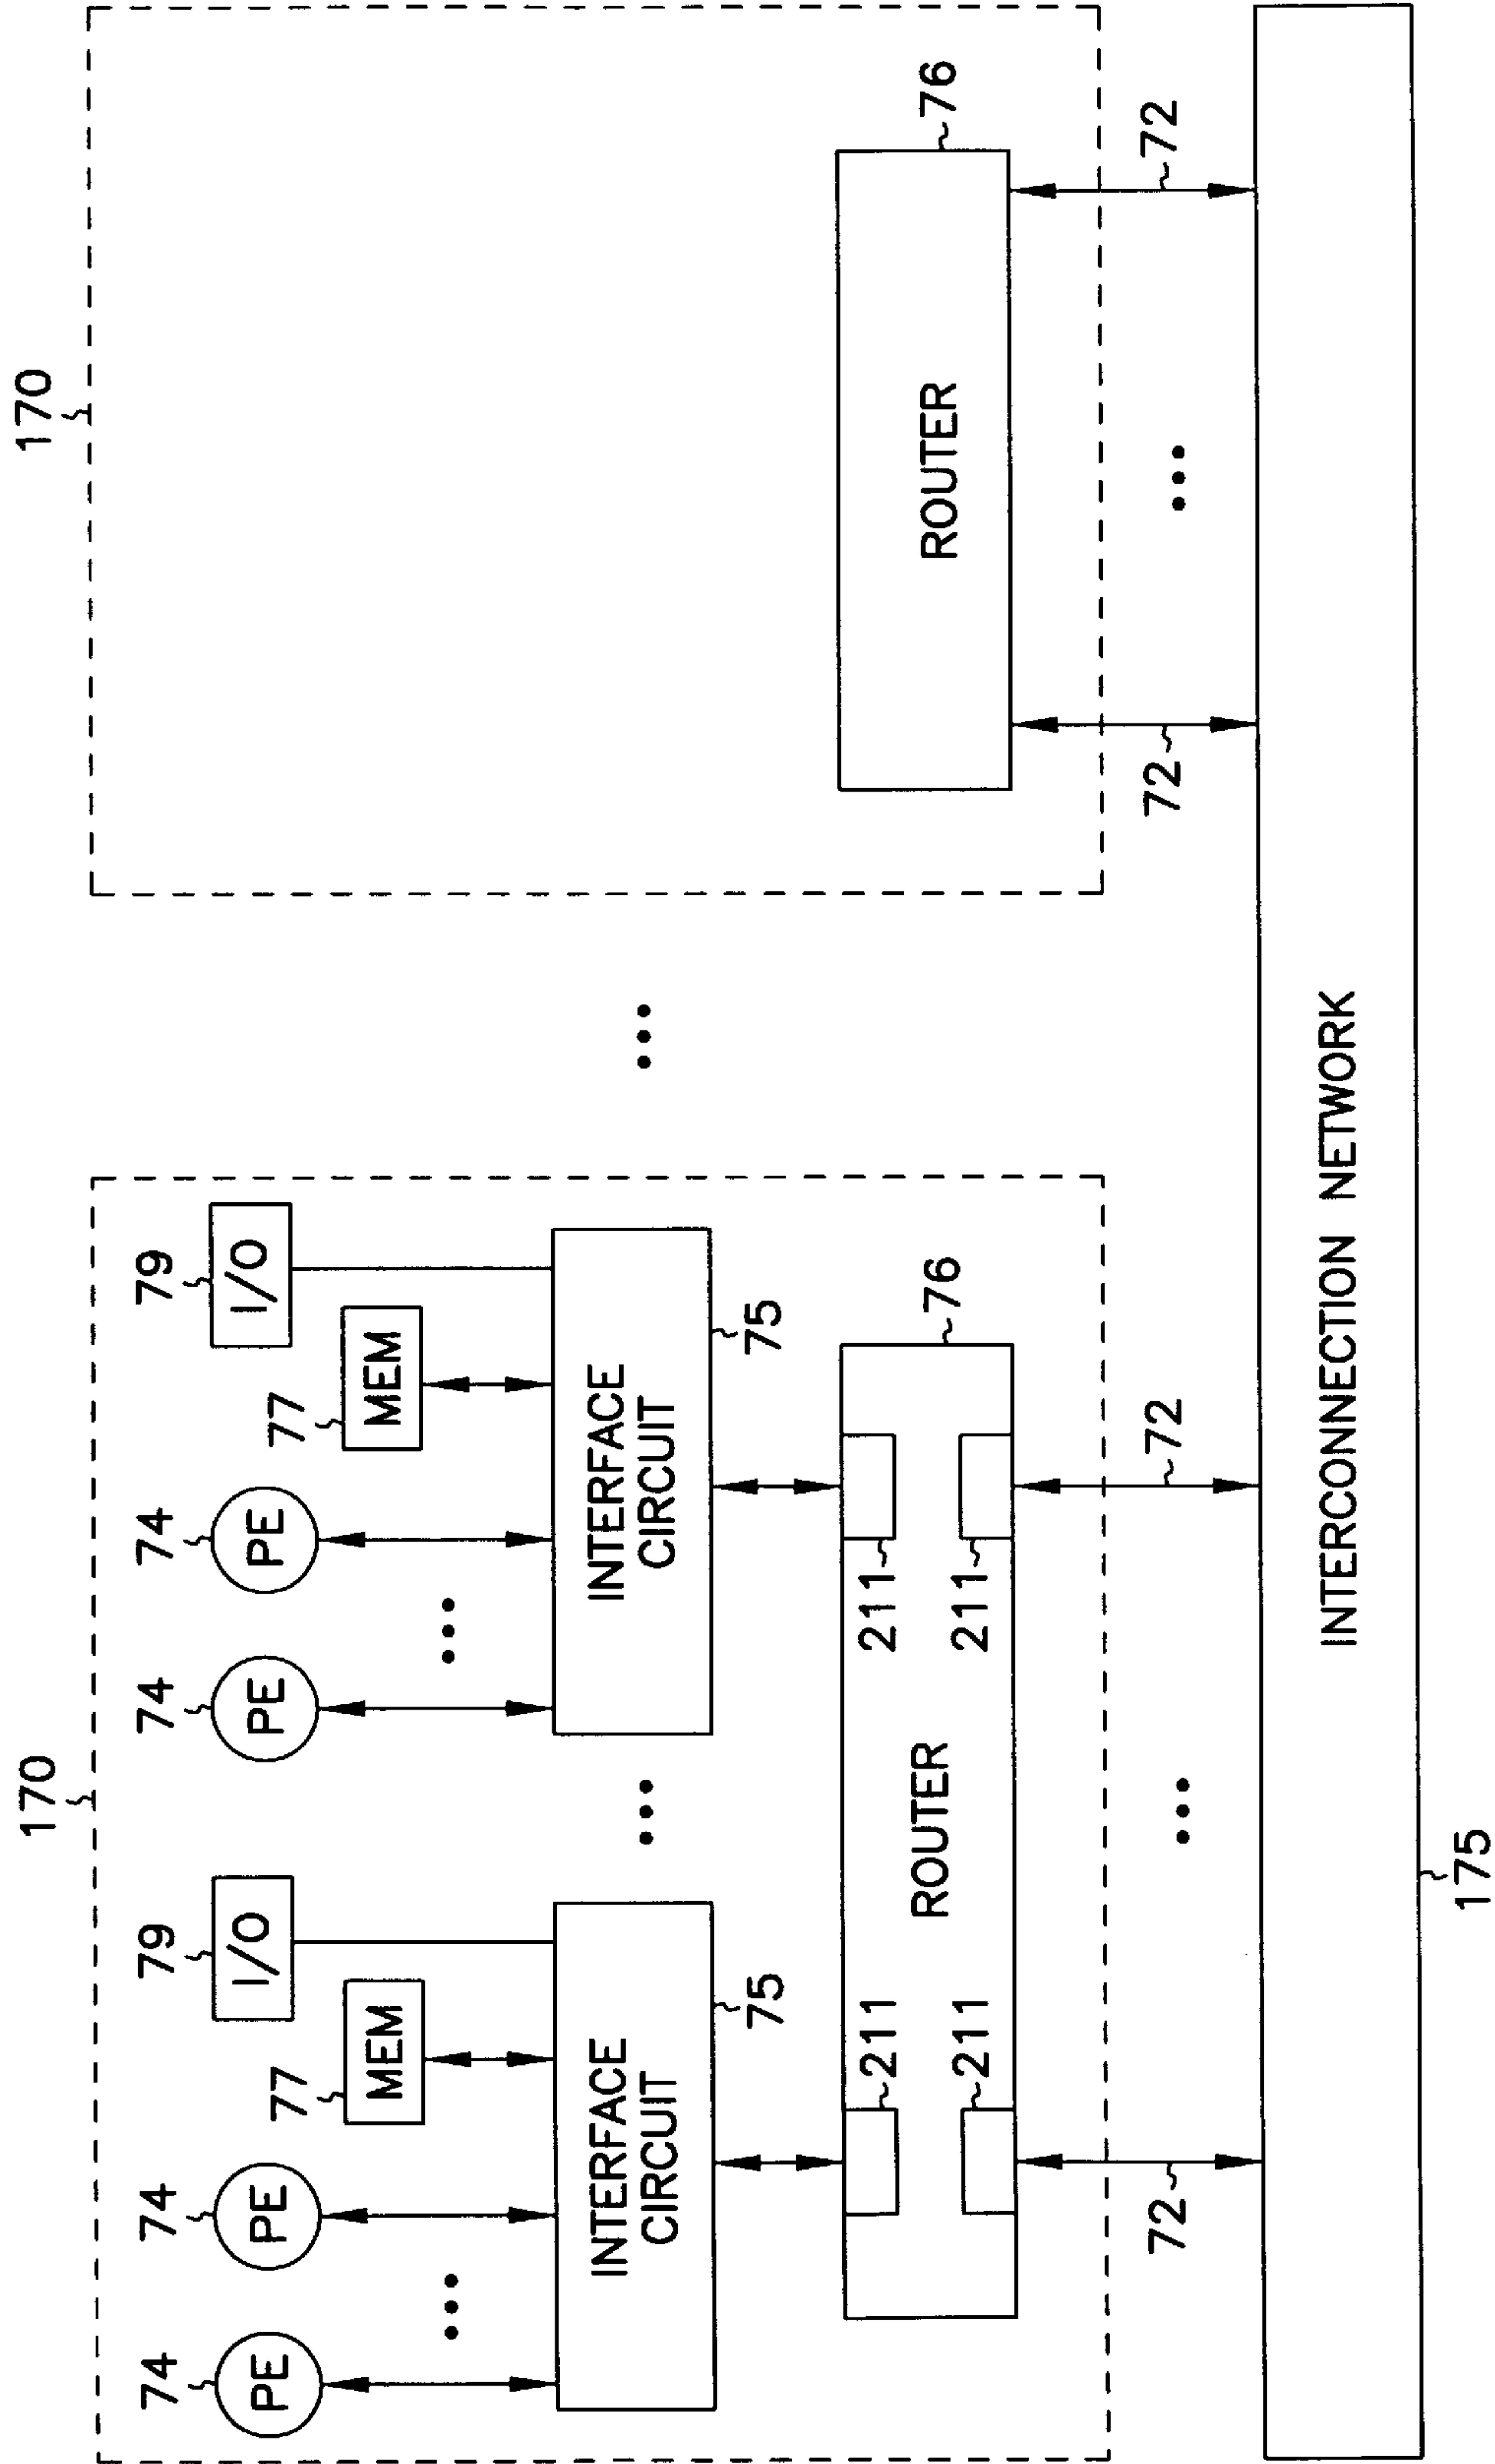 170
170
74
74
79
74
74
79
PE
PE
I/O
PE
PE
I/O
77
77
MEM
MEM
INTERFACE
CIRCUIT
INTERFACE
CIRCUIT
75
75
211
211
ROUTER
76
ROUTER
76
211
211
72
72
72
72
INTERCONNECTION NETWORK
175